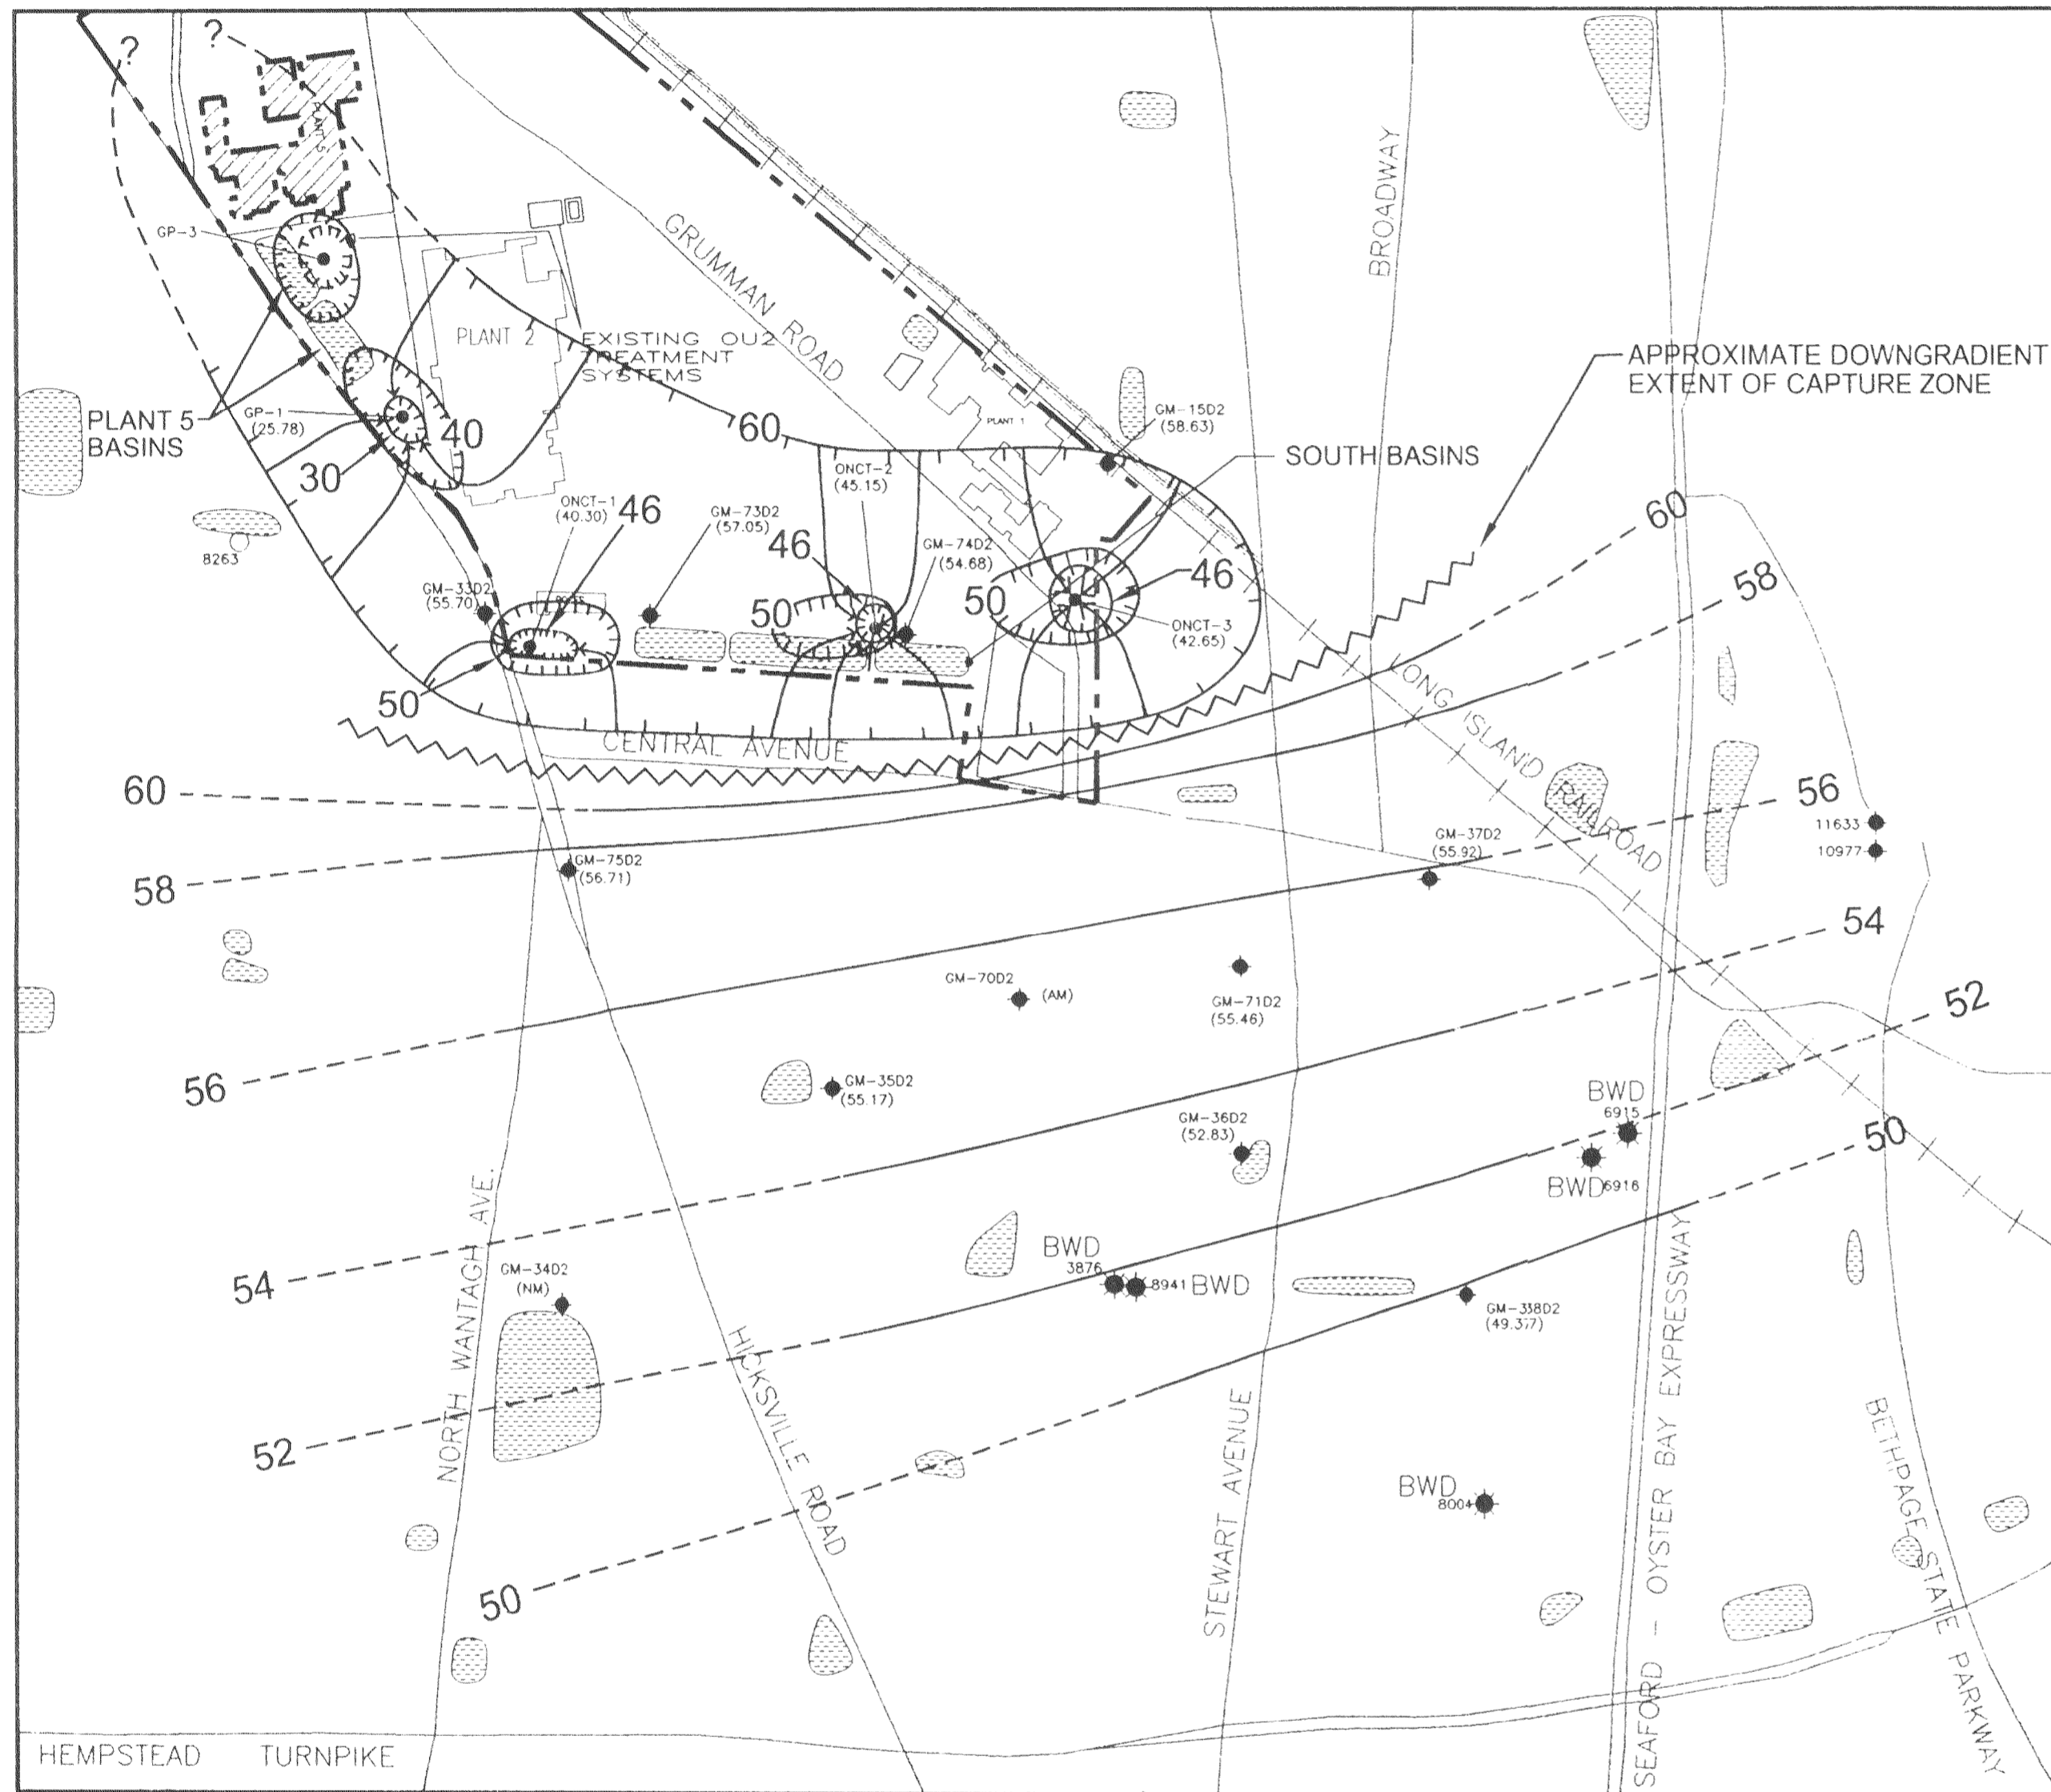 ?
?
PLANT 5
GP-3
GRUMMAN ROAD
BROADWAY
PLANT 2
EXISTING OU2
TREATMENT
SYSTEMS
APPROXIMATE DOWNGRADIENT
EXTENT OF CAPTURE ZONE
PLANT 5
BASINS
GP-1
(25.78)
40
30
60
PLANT 1
GM-15D2
(58.63)
SOUTH BASINS
ONCT-2
(45.15)
ONCT-1
(40.30)
46
GM-73D2
(57.05)
46
GM-74D2
(54.68)
8263
GM-33D2
(55.70)
50
50
50
46
ONCT-3
(42.65)
60
58
CENTRAL AVENUE
LONG ISLAND RAILROAD
60
58
GM-75D2
(56.71)
GM-37D2
(55.92)
56
11633
10977
54
52
GM-70D2
(AM)
GM-71D2
(55.46)
56
GM-35D2
(55.17)
GM-36D2
(52.83)
BWD
6915
BWD 6916
50
54
GM-34D2
(NM)
BWD
3876
8941 BWD
GM-38D2
(49.37)
NORTH WANTAGH AVE.
HICKSVILLE ROAD
STEWART AVENUE
SEAFORD - OYSTER BAY EXPRESSWAY
BETHPAGE STATE PARKWAY
52
BWD
8004
50
HEMPSTEAD TURNPIKE